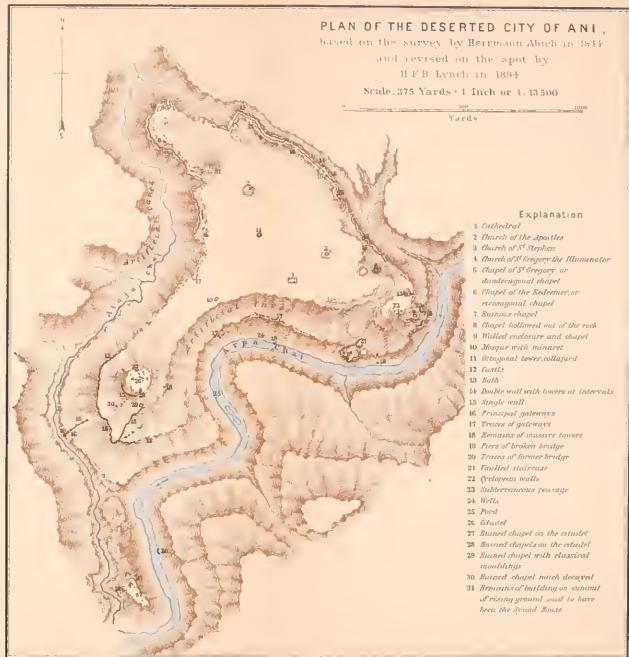 PLAN OF THE DESERTED CITY OF ANI,
based on the survey by Herrmann Abich in 1844
and revised on the spot by
H F B Lynch in 1894
Scale, 375 Yards = 1 Inch or 1. 13500
Yards
N
S
Artificial caves
Artificial caves
Arpa Chai
Explanation
1 Cathedral
2 Church of the Apostles
3 Church of St Stephen
4 Church of St Gregory the Illuminator
5 Chapel of St Gregory or
dodecagonal chapel
6 Chapel of the Redeemer, or
7 Ruinous chapel
8 Chapel hollowed out of the rock
9 Walled enclosure and chapel
10 Mosque with minaret
11 Octagonal tower, collapsed
12 Castle
13 Bath
14 Double wall with towers at intervals
15 Single wall
16 Principal gateways
17 Traces of gateways
18 Remains of massive towers
19 Piers of broken bridge
20 Traces of former bridge
21 Vaulted staircase
22 Cyclopean walls
23 Subterraneous passage
24 Wells
25 Ford
26 Citadel
27 Ruined chapel on the citadel
28 Ruined chapels on the citadel
29 Ruined chapel with classical
mouldings
30 Ruined chapel much decayed
31 Remains of building on summit
of rising ground said to have
been the Synod House